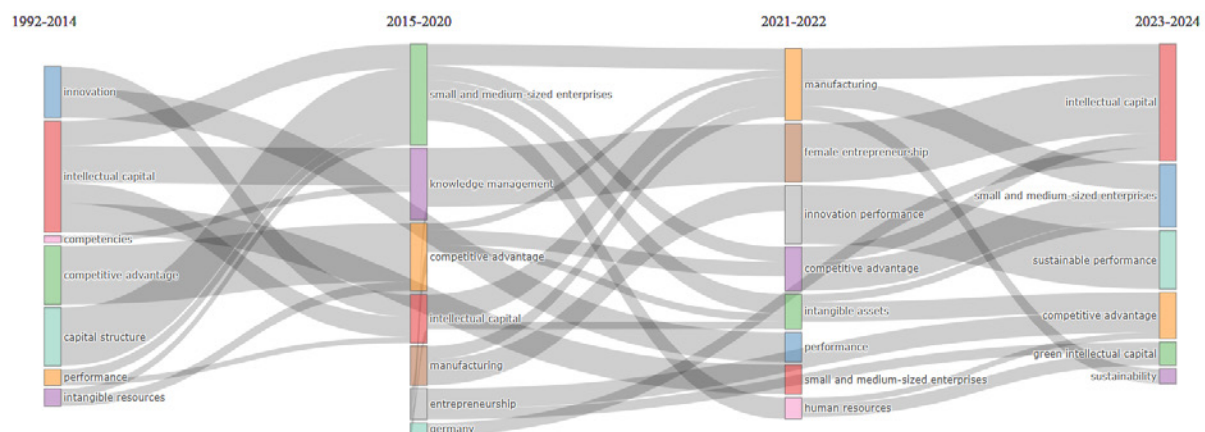 1992-2014
2015-2020
2021-2022
2023-2024
innovation
intellectual capital
competencies
competitive advantage
capital structure
performance
intangible resources
small and medium-sized enterprises
knowledge management
competitive advantage
intellectual capital
manufacturing
entrepreneurship
germany
manufacturing
female entrepreneurship
innovation performance
competitive advantage
intangible assets
performance
small and medium-sized enterprises
human resources
intellectual capital
small and medium-sized enterprises
sustainable performance
competitive advantage
green intellectual capital
sustainability